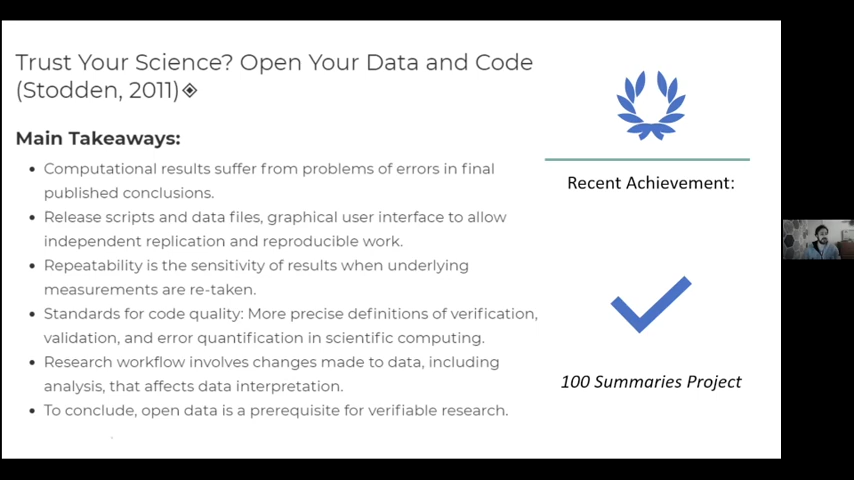 Trust Your Science? Open Your Data and Code
(Stodden, 2011)◈
Main Takeaways:
• Computational results suffer from problems of errors in final
published conclusions.
• Release scripts and data files, graphical user interface to allow
independent replication and reproducible work.
• Repeatability is the sensitivity of results when underlying
measurements are re-taken.
• Standards for code quality: More precise definitions of verification,
validation, and error quantification in scientific computing.
• Research workflow involves changes made to data, including
analysis, that affects data interpretation.
• To conclude, open data is a prerequisite for verifiable research.
Recent Achievement:
100 Summaries Project